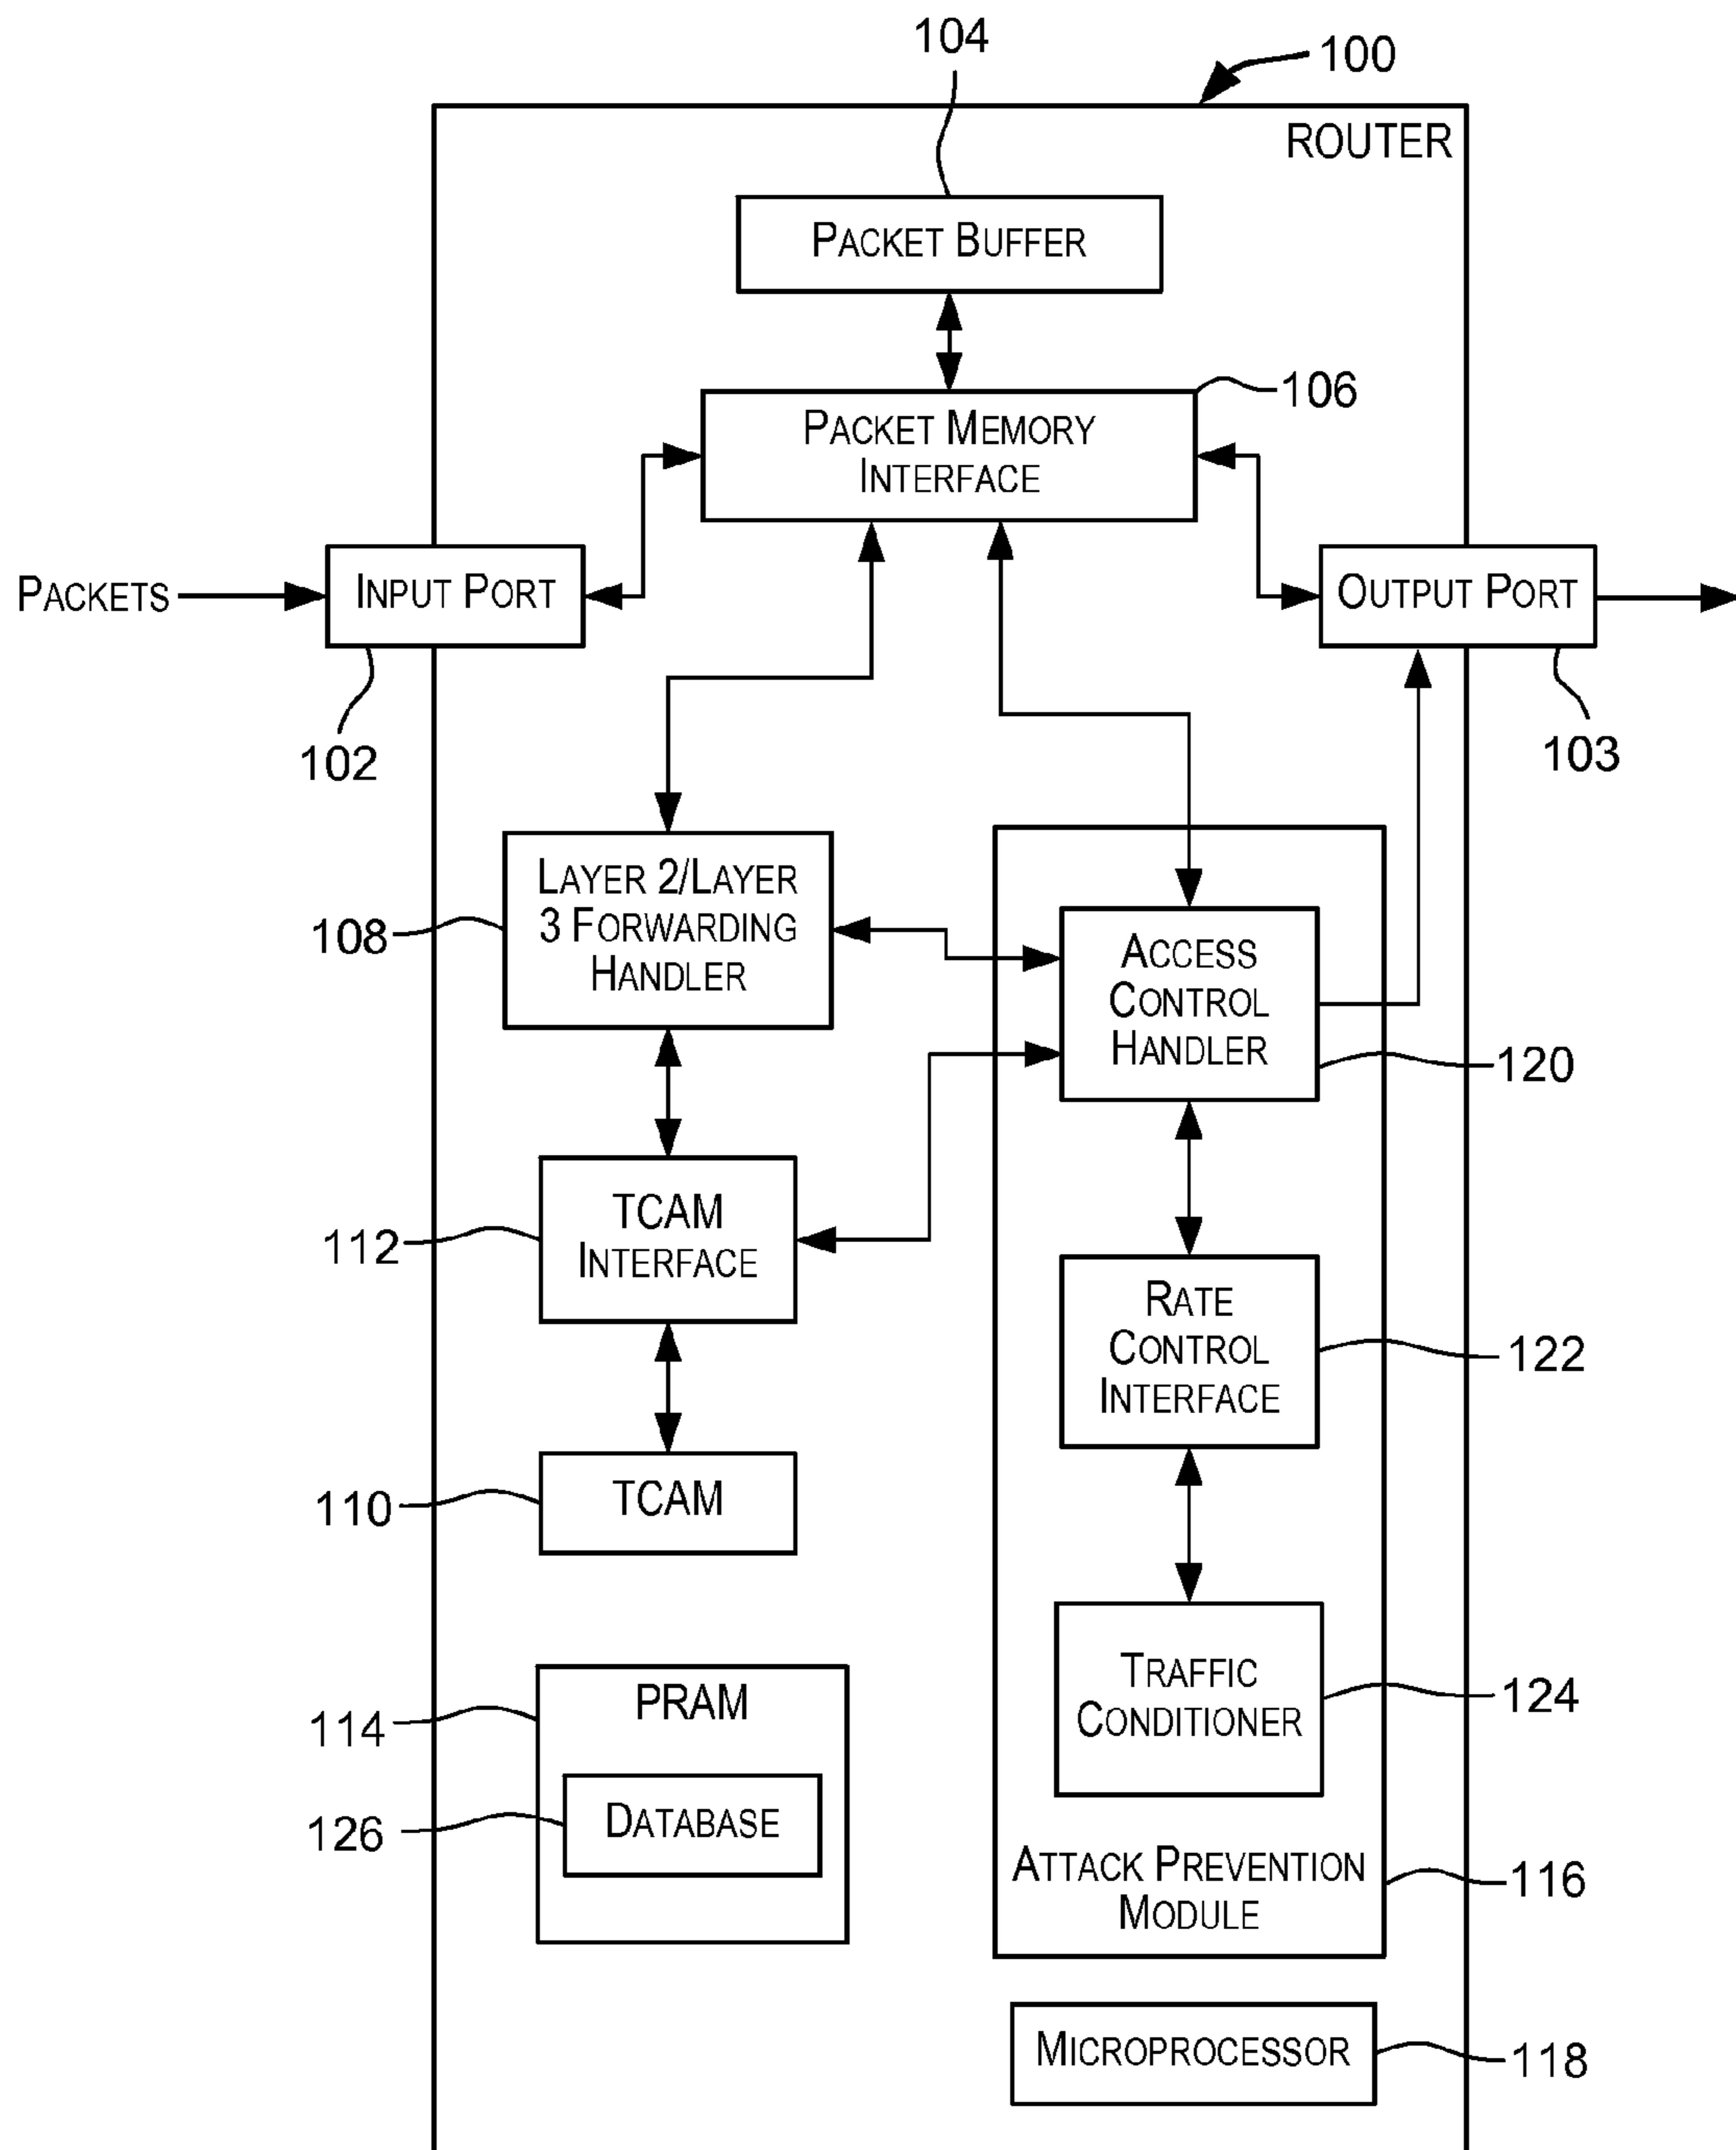 104
100
ROUTER
PACKET BUFFER
106
PACKET MEMORY
INTERFACE
PACKETS
INPUT PORT
OUTPUT PORT
102
103
LAYER 2/LAYER
3 FORWARDING
HANDLER
108
ACCESS
CONTROL
HANDLER
120
TCAM
INTERFACE
112
RATE
CONTROL
INTERFACE
122
TCAM
110
PRAM
114
DATABASE
126
TRAFFIC
CONDITIONER
124
ATTACK PREVENTION
MODULE
116
MICROPROCESSOR
118